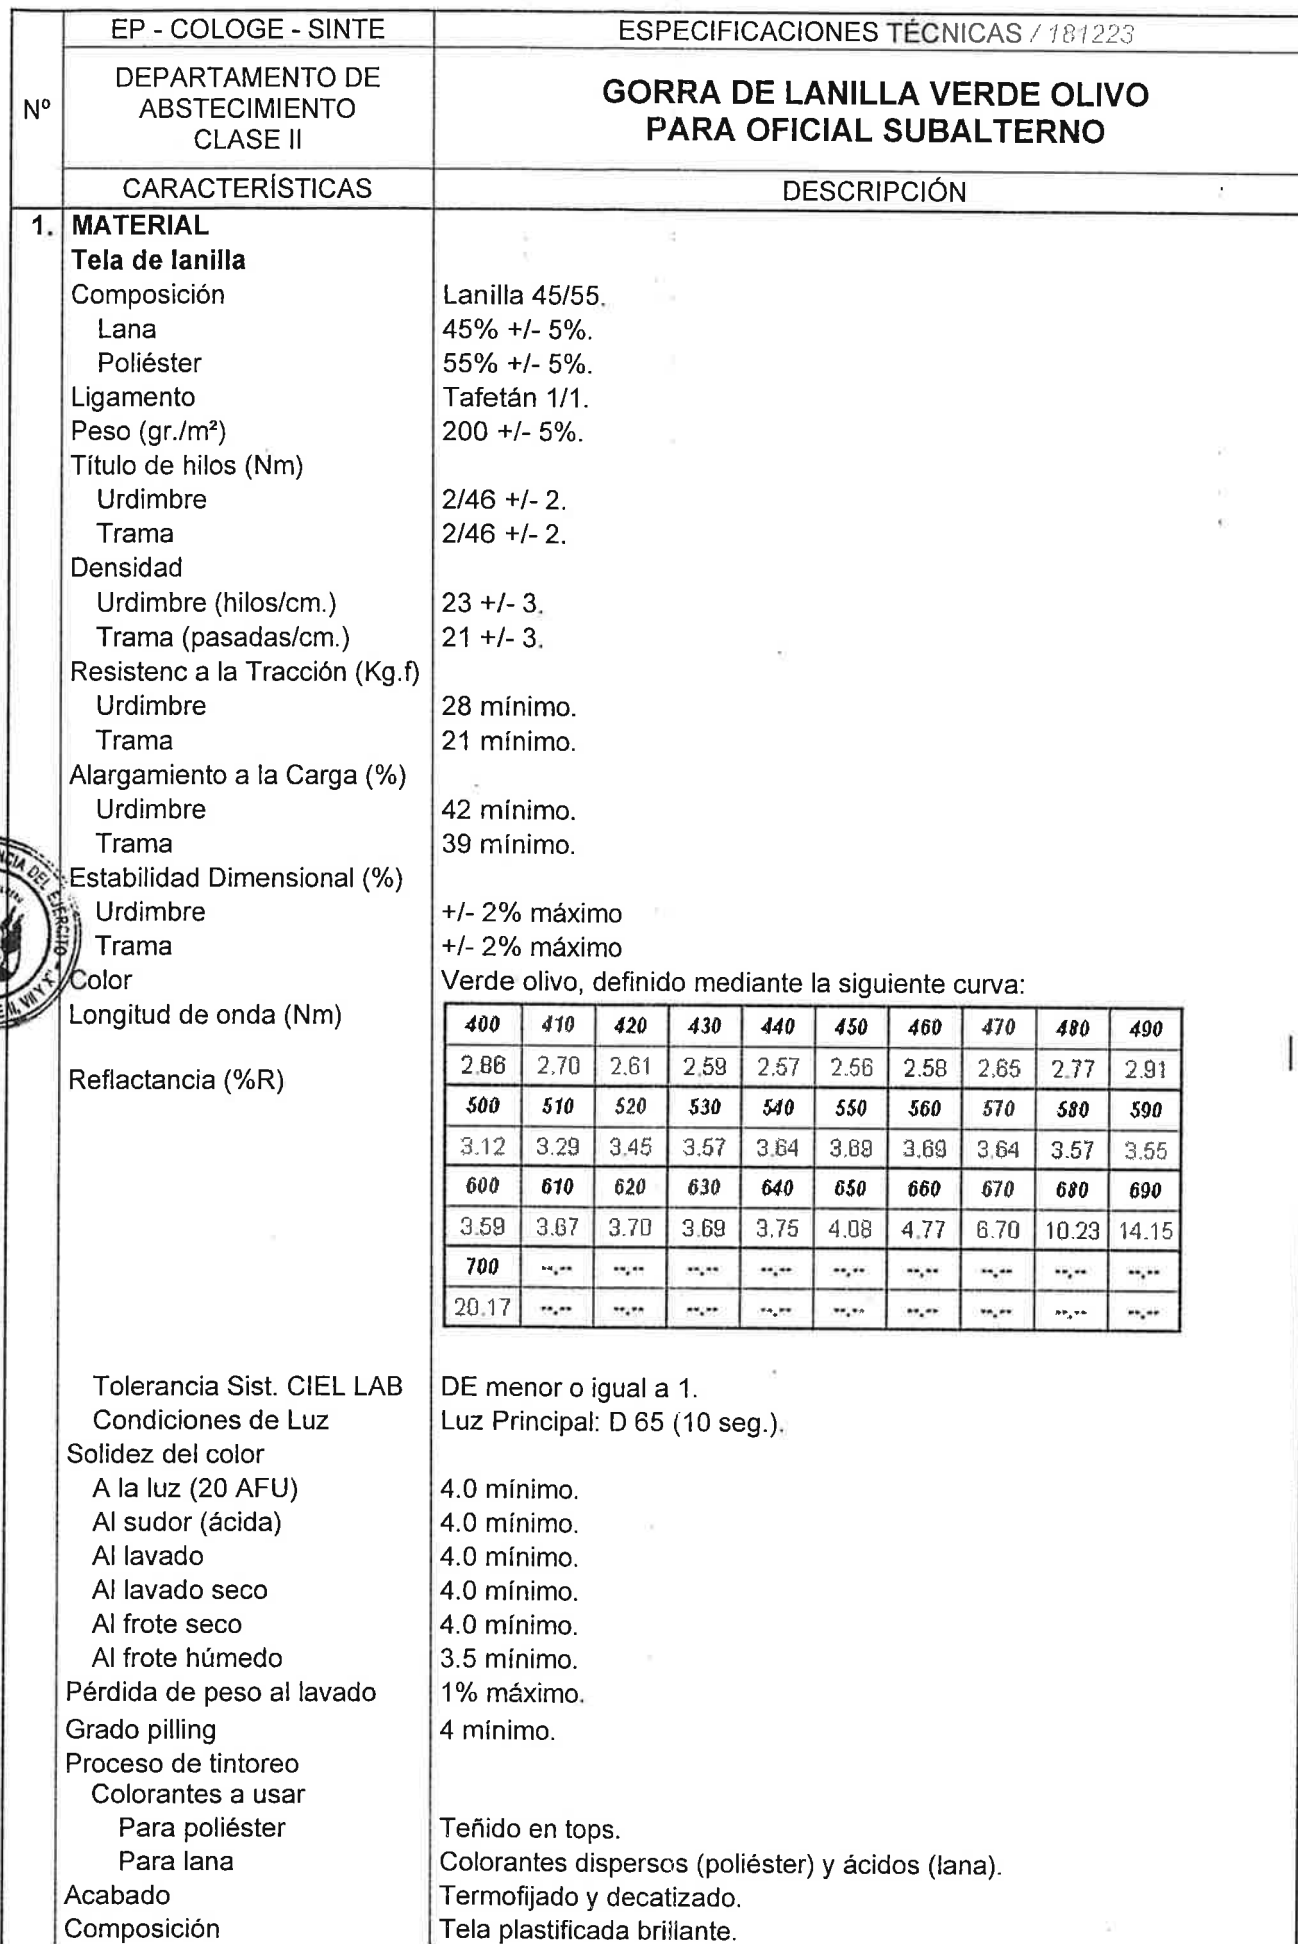 EP - COLOGE - SINTE
ESPECIFICACIONES TÉCNICAS / 181223
Nº
DEPARTAMENTO DE
ABSTECIMIENTO
CLASE II
GORRA DE LANILLA VERDE OLIVO
PARA OFICIAL SUBALTERNO
CARACTERÍSTICAS
DESCRIPCIÓN
1. MATERIAL
Tela de lanilla
Composición Lanilla 45/55.
Lana 45% +/- 5%.
Poliéster 55% +/- 5%.
Ligamento Tafetán 1/1.
Peso (gr./m²) 200 +/- 5%.
Título de hilos (Nm)
Urdimbre 2/46 +/- 2.
Trama 2/46 +/- 2.
Densidad
Urdimbre (hilos/cm.) 23 +/- 3.
Trama (pasadas/cm.) 21 +/- 3.
Resistenc a la Tracción (Kg.f)
Urdimbre 28 mínimo.
Trama 21 mínimo.
Alargamiento a la Carga (%)
Urdimbre 42 mínimo.
Trama 39 mínimo.
Estabilidad Dimensional (%)
Urdimbre +/- 2% máximo
Trama +/- 2% máximo
Color Verde olivo, definido mediante la siguiente curva:
Longitud de onda (Nm) 400 410 420 430 440 450 460 470 480 490
Reflactancia (%R) 2.86 2.70 2.61 2.59 2.57 2.56 2.58 2.65 2.77 2.91
500 510 520 530 540 550 560 570 580 590
3.12 3.29 3.45 3.57 3.64 3.69 3.69 3.64 3.57 3.55
600 610 620 630 640 650 660 670 680 690
3.59 3.67 3.70 3.69 3.75 4.08 4.77 6.70 10.23 14.15
700 --,-- --,-- --,-- --,-- --,-- --,-- --,-- --,-- --,--
20.17 --,-- --,-- --,-- --,-- --,-- --,-- --,-- --,-- --,--
Tolerancia Sist. CIEL LAB DE menor o igual a 1.
Condiciones de Luz Luz Principal: D 65 (10 seg.).
Solidez del color
A la luz (20 AFU) 4.0 mínimo.
Al sudor (ácida) 4.0 mínimo.
Al lavado 4.0 mínimo.
Al lavado seco 4.0 mínimo.
Al frote seco 4.0 mínimo.
Al frote húmedo 3.5 mínimo.
Pérdida de peso al lavado 1% máximo.
Grado pilling 4 mínimo.
Proceso de tintoreo
Colorantes a usar
Para poliéster Teñido en tops.
Para lana Colorantes dispersos (poliéster) y ácidos (lana).
Acabado Termofijado y decatizado.
Composición Tela plastificada brillante.
DEL EJÉRCITO